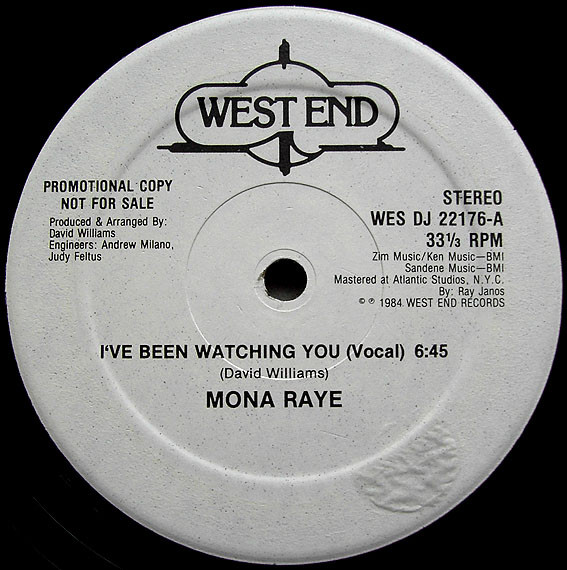 WEST END
PROMOTIONAL COPY
NOT FOR SALE
Produced & Arranged By:
David Williams
Engineers: Andrew Milano,
Judy Feltus
STEREO
WES DJ 22176-A
33⅓ RPM
Zim Music/Ken Music—BMI
Sandene Music—BMI
Mastered at Atlantic Studios, N.Y.C.
By: Ray Janos
© ℗ 1984 WEST END RECORDS
I'VE BEEN WATCHING YOU (Vocal) 6:45
(David Williams)
MONA RAYE